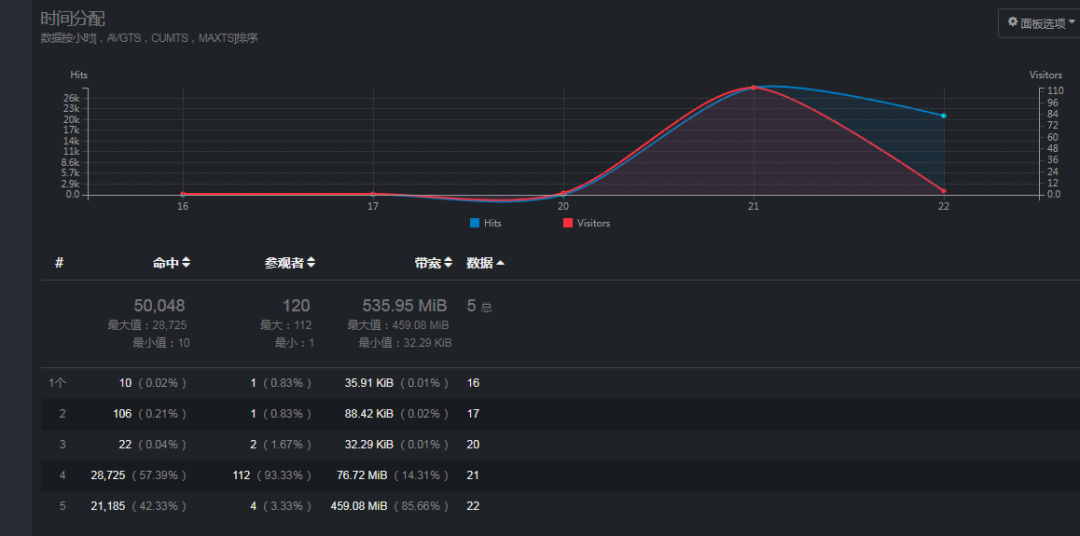 时间分配
数据按小时[，AVGTS，CUMTS，MAXTS]排序
面板选项
Hits
Visitors
26k
23k
20k
17k
14k
11k
8.6k
5.7k
2.9k
0.0
110
96
84
72
60
48
36
24
12
0.0
16 17 20 21 22
Hits Visitors
# 命中 参观者 带宽 数据
50,048 120 535.95 MiB 5 总
最大值：28,725 最大：112 最大值：459.08 MiB
最小值：10 最小：1 最小值：32.29 KiB
1个 10 ( 0.02% ) 1 ( 0.83% ) 35.91 KiB ( 0.01% ) 16
2 106 ( 0.21% ) 1 ( 0.83% ) 88.42 KiB ( 0.02% ) 17
3 22 ( 0.04% ) 2 ( 1.67% ) 32.29 KiB ( 0.01% ) 20
4 28,725 ( 57.39% ) 112 ( 93.33% ) 76.72 MiB ( 14.31% ) 21
5 21,185 ( 42.33% ) 4 ( 3.33% ) 459.08 MiB ( 85.66% ) 22